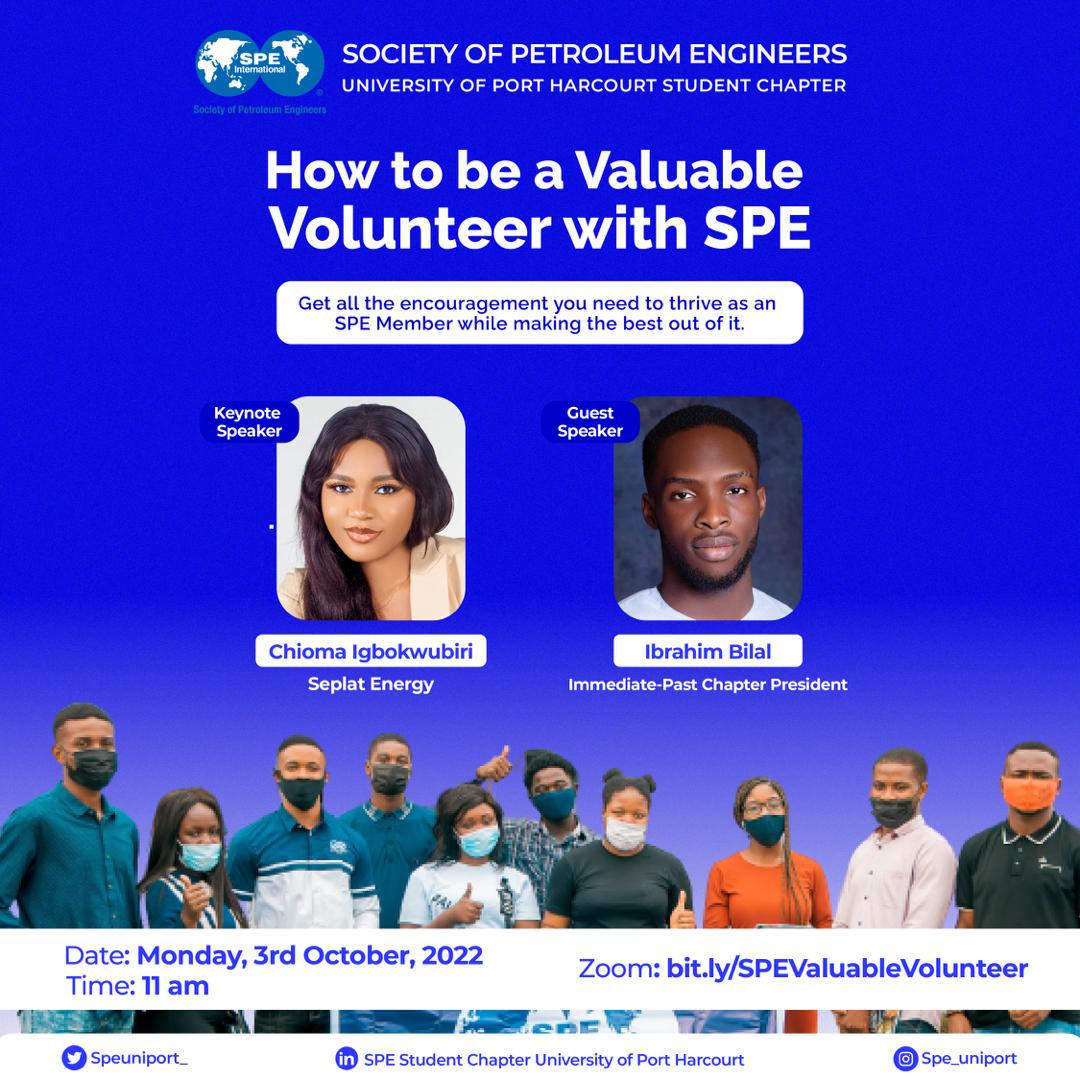 SPE
International
Society of Petroleum Engineers
SOCIETY OF PETROLEUM ENGINEERS
UNIVERSITY OF PORT HARCOURT STUDENT CHAPTER
How to be a Valuable
Volunteer with SPE
Get all the encouragement you need to thrive as an
SPE Member while making the best out of it.
Keynote
Speaker
Guest
Speaker
Chioma Igbokwubiri
Seplat Energy
Ibrahim Bilal
Immediate-Past Chapter President
Date: Monday, 3rd October, 2022
Time: 11 am
Zoom: bit.ly/SPEValuableVolunteer
SPE
Speuniport_
SPE Student Chapter University of Port Harcourt
Spe_uniport